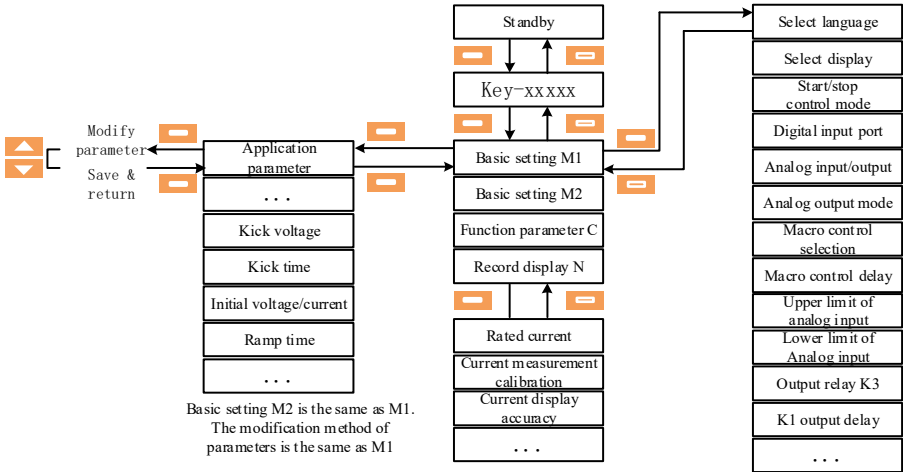 Standby
Key-xxxxx
Basic setting M1
Basic setting M2
Function parameter C
Record display N
Rated current
Current measurement
calibration
Current display
accuracy
...
Modify
parameter
Save &
return
Application
parameter
...
Kick voltage
Kick time
Initial voltage/current
Ramp time
...
Basic setting M2 is the same as M1.
The modification method of
parameters is the same as M1
Select language
Select display
Start/stop
control mode
Digital input port
Analog input/output
Analog output mode
Macro control
selection
Macro control delay
Upper limit of
analog input
Lower limit of
Analog input
Output relay K3
K1 output delay
...